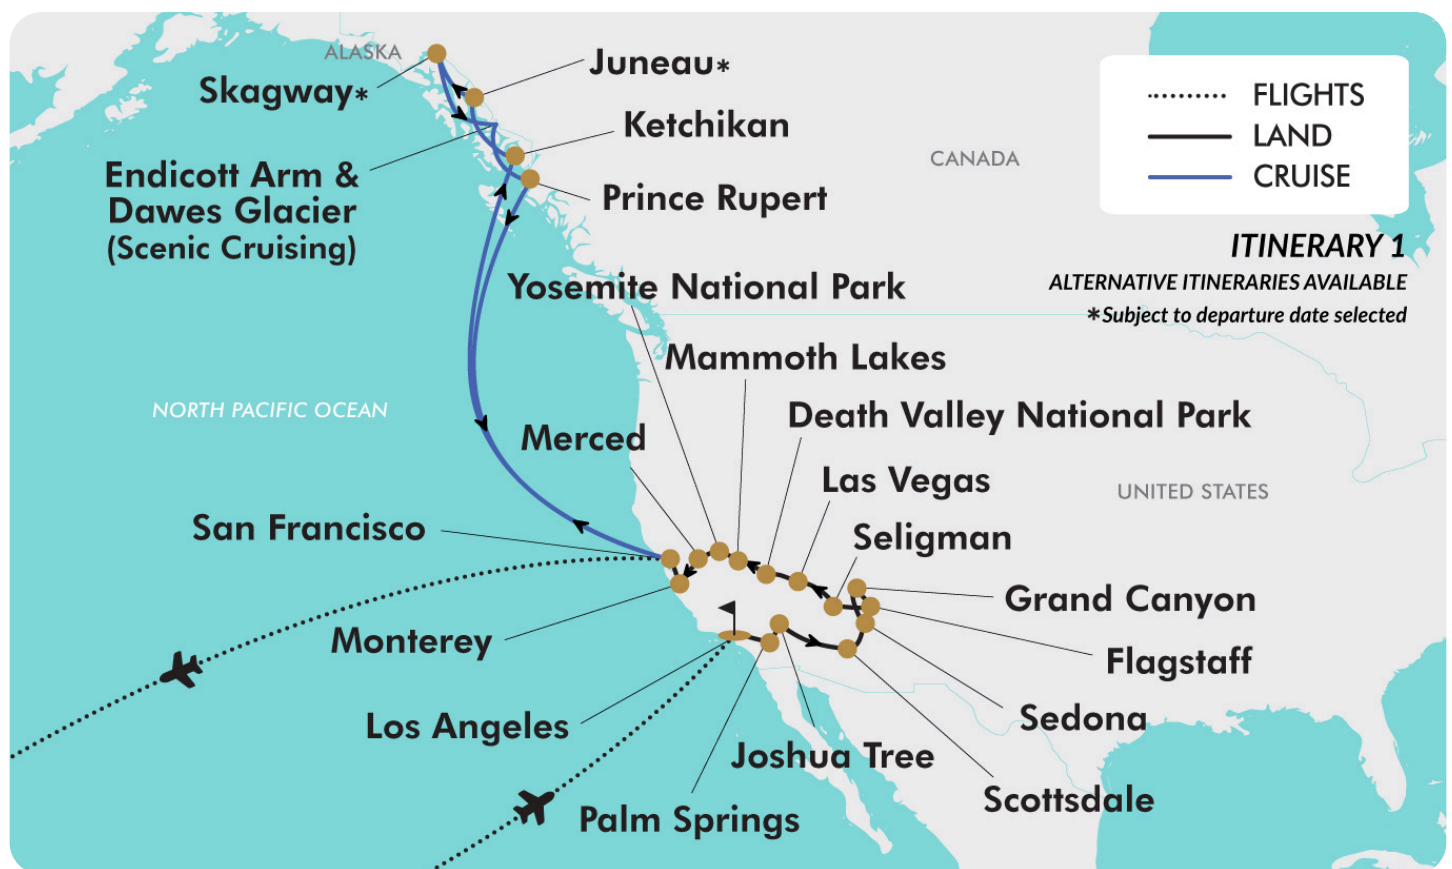 ALASKA
Juneau*
Skagway*
Ketchikan
Endicott Arm &
Dawes Glacier
(Scenic Cruising)
Prince Rupert
CANADA
FLIGHTS
LAND
CRUISE
ITINERARY 1
ALTERNATIVE ITINERARIES AVAILABLE
*Subject to departure date selected
Yosemite National Park
Mammoth Lakes
NORTH PACIFIC OCEAN
Death Valley National Park
Merced
Las Vegas
UNITED STATES
San Francisco
Seligman
Grand Canyon
Monterey
Flagstaff
Los Angeles
Sedona
Joshua Tree
Scottsdale
Palm Springs